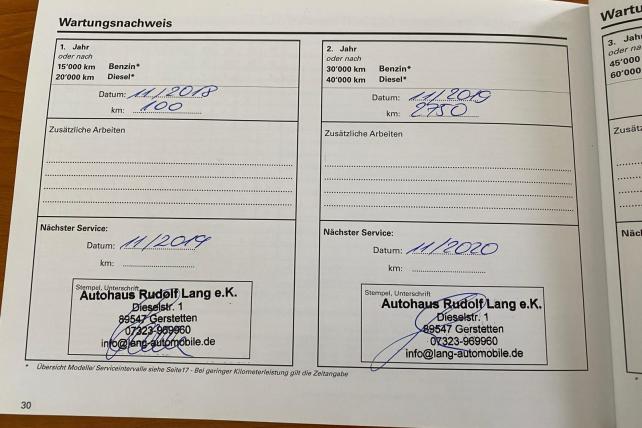 Wartungsnachweis
1. Jahr
oder nach
15'000 km Benzin*
20'000 km Diesel*
Datum: 11/2018
km: 100
Zusätzliche Arbeiten
Nächster Service:
Datum: 11/2019
km:
Stempel, Unterschrift
Autohaus Rudolf Lang e.K.
Dieselstr. 1
89547 Gerstetten
07323-969960
info@lang-automobile.de
2. Jahr
oder nach
30'000 km Benzin*
40'000 km Diesel*
Datum: 11/2019
km: 2750
Zusätzliche Arbeiten
Nächster Service:
Datum: 11/2020
km:
Stempel, Unterschrift
Autohaus Rudolf Lang e.K.
Dieselstr. 1
89547 Gerstetten
07323-969960
info@lang-automobile.de
* Übersicht Modelle/ Serviceintervalle siehe Seite17 - Bei geringer Kilometerleistung gilt die Zeitangabe
30
Wartu
3. Jahr
oder na
45'000
60'000
Zusätz
Näch
*